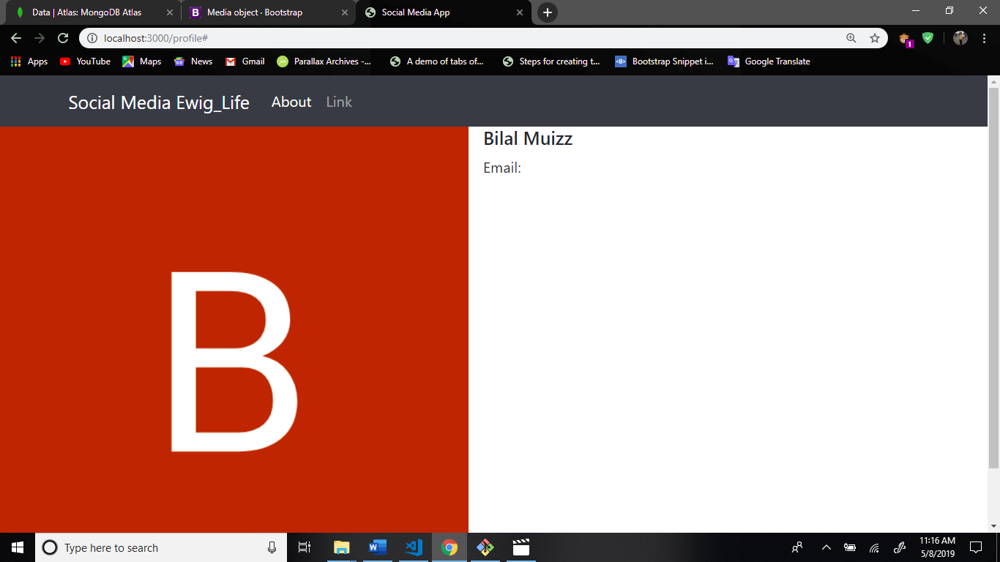 Data | Atlas: MongoDB Atlas
B Media object · Bootstrap
Social Media App
localhost:3000/profile#
1
Apps
YouTube
Maps
News
Gmail
Parallax Archives -...
A demo of tabs of...
Steps for creating t...
<B> Bootstrap Snippet i...
Google Translate
Social Media Ewig_Life
About
Link
B
Bilal Muizz
Email:
Type here to search
11:16 AM
5/8/2019